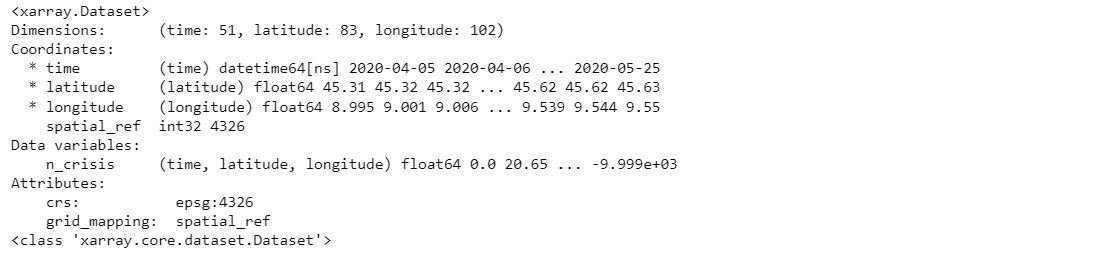 <xarray.Dataset>
Dimensions:      (time: 51, latitude: 83, longitude: 102)
Coordinates:
  * time         (time) datetime64[ns] 2020-04-05 2020-04-06 ... 2020-05-25
  * latitude     (latitude) float64 45.31 45.32 45.32 ... 45.62 45.62 45.63
  * longitude    (longitude) float64 8.995 9.001 9.006 ... 9.539 9.544 9.55
    spatial_ref  int32 4326
Data variables:
    n_crisis     (time, latitude, longitude) float64 0.0 20.65 ... -9.999e+03
Attributes:
    crs:           epsg:4326
    grid_mapping:  spatial_ref
<class 'xarray.core.dataset.Dataset'>